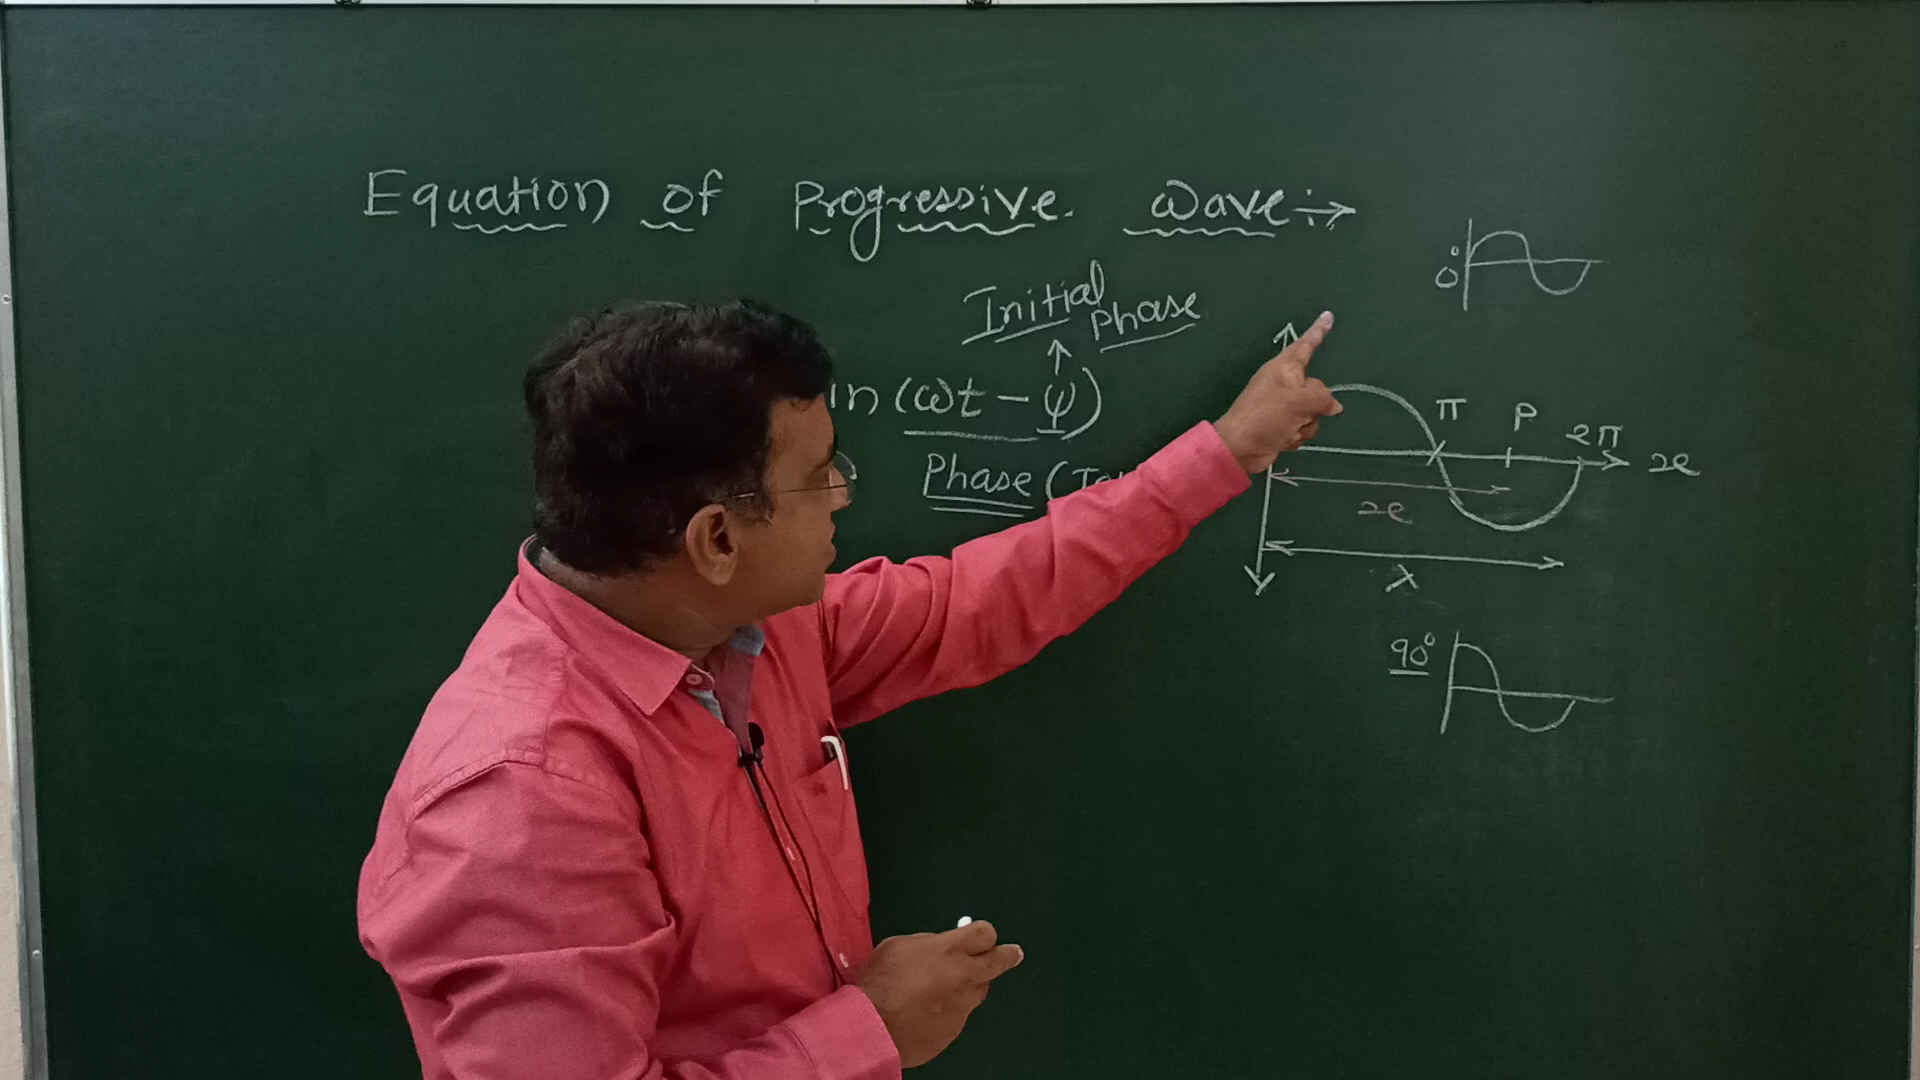 Equation of Progressive wave :→
Initial Phase
in (ωt − ψ)
Phase (
0°
π P 2π
x
x
λ
90°